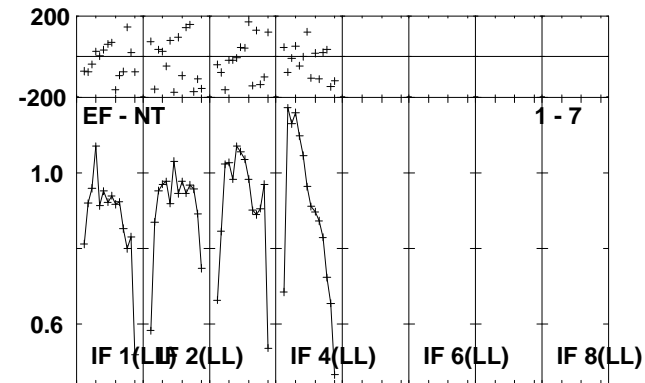 200
-200
EF - NT 1 - 7
1.0
0.6
IF 1(LL) IF 2(LL) IF 4(LL) IF 6(LL) IF 8(LL)